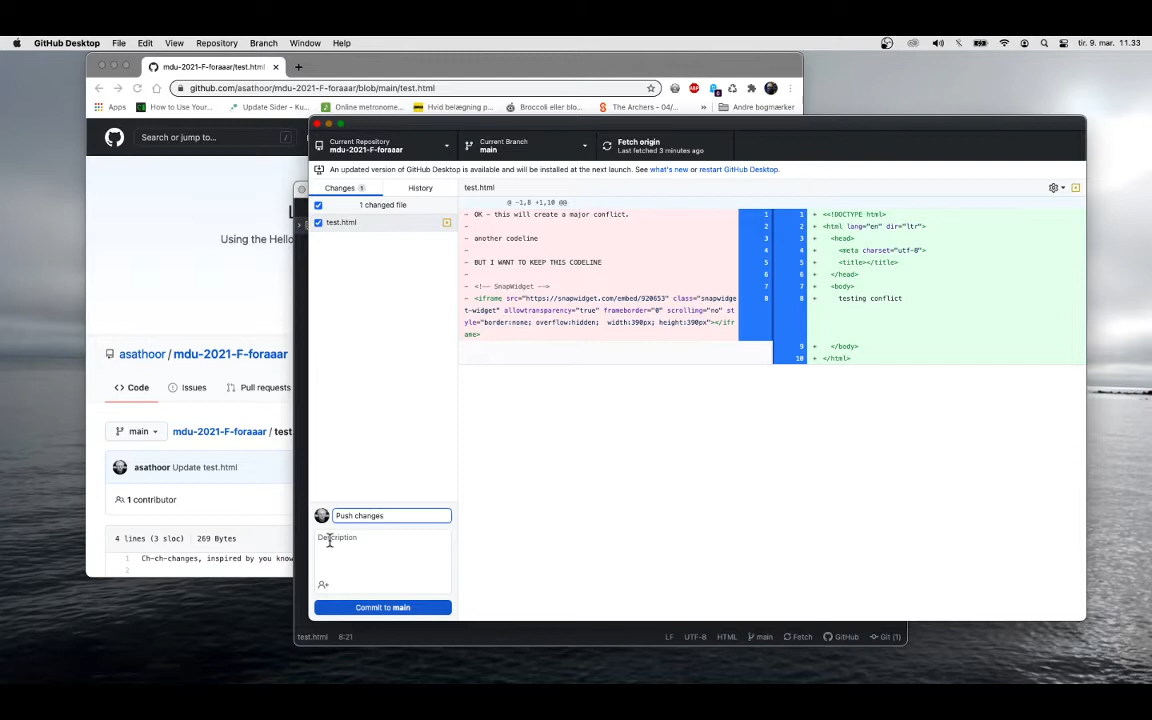 GitHub Desktop File Edit View Repository Branch Window Help tir. 9. mar. 11.33
mdu-2021-F-foraaar/test.html
github.com/asathoor/mdu-2021-F-foraaar/blob/main/test.html
Apps How to Use Your... Update Sider - Ku... Online metronome... Hvid belægning p... Broccoli eller blo... The Archers - 04/... » Andre bogmærker
Search or jump to... /
Using the Hello
asathoor / mdu-2021-F-foraaar
<> Code Issues Pull requests
main mdu-2021-F-foraaar / test
asathoor Update test.html
1 contributor
4 lines (3 sloc) 269 Bytes
1 Ch-ch-changes, inspired by you know
2
Current Repository
mdu-2021-F-foraaar
Current Branch
main
Fetch origin
Last fetched 3 minutes ago
An updated version of GitHub Desktop is available and will be installed at the next launch. See what's new or restart GitHub Desktop.
Changes 1 History
test.html
1 changed file
test.html
@ -1,8 +1,10 @@
- OK - this will create a major conflict. 1
- 2
- another codeline 3
- 4
- BUT I WANT TO KEEP THIS CODELINE 5
- 6
- <!-- SnapWidget --> 7
- <iframe src="https://snapwidget.com/embed/920653" class="snapwidge 8
t-widget" allowtransparency="true" frameborder="0" scrolling="no" st
yle="border:none; overflow:hidden; width:390px; height:390px"></ifr
ame>
1 + <<!DOCTYPE html>
2 + <html lang="en" dir="ltr">
3 + <head>
4 + <meta charset="utf-8">
5 + <title></title>
6 + </head>
7 + <body>
8 + testing conflict
9 + </body>
10 + </html>
Push changes
Description
Commit to main
test.html 8:21 LF UTF-8 HTML main Fetch GitHub Git (1)